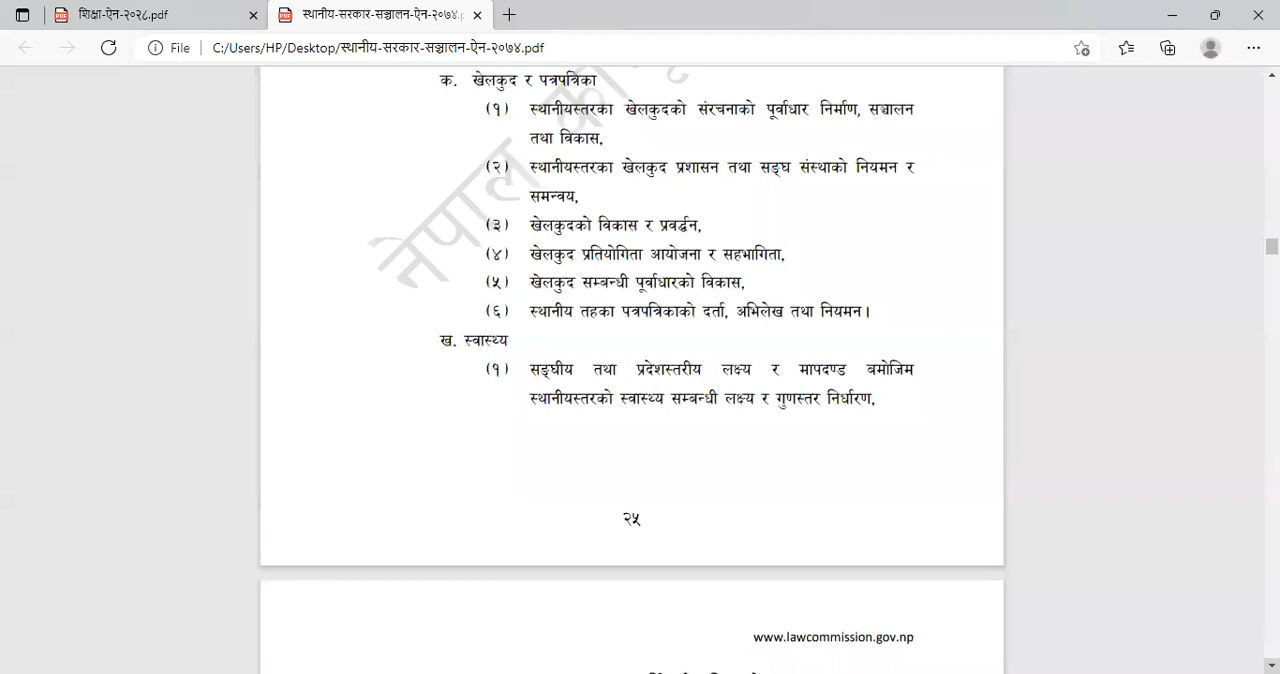 शिक्षा-ऐन-२०२८.pdf
स्थानीय-सरकार-सञ्चालन-ऐन-२०७४.p
File
C:/Users/HP/Desktop/स्थानीय-सरकार-सञ्चालन-ऐन-२०७४.pdf
नेपाल का
क. खेलकुद र पत्रपत्रिका
(१) स्थानीयस्तरका खेलकुदको संरचनाको पूर्वाधार निर्माण, सञ्चालन
तथा विकास,
(२) स्थानीयस्तरका खेलकुद प्रशासन तथा सङ्घ संस्थाको नियमन र
समन्वय,
(३) खेलकुदको विकास र प्रवर्द्धन,
(४) खेलकुद प्रतियोगिता आयोजना र सहभागिता,
(५) खेलकुद सम्बन्धी पूर्वाधारको विकास,
(६) स्थानीय तहका पत्रपत्रिकाको दर्ता, अभिलेख तथा नियमन।
ख. स्वास्थ्य
(१) सङ्घीय तथा प्रदेशस्तरीय लक्ष्य र मापदण्ड बमोजिम
स्थानीयस्तरको स्वास्थ्य सम्बन्धी लक्ष्य र गुणस्तर निर्धारण,
२५
www.lawcommission.gov.np